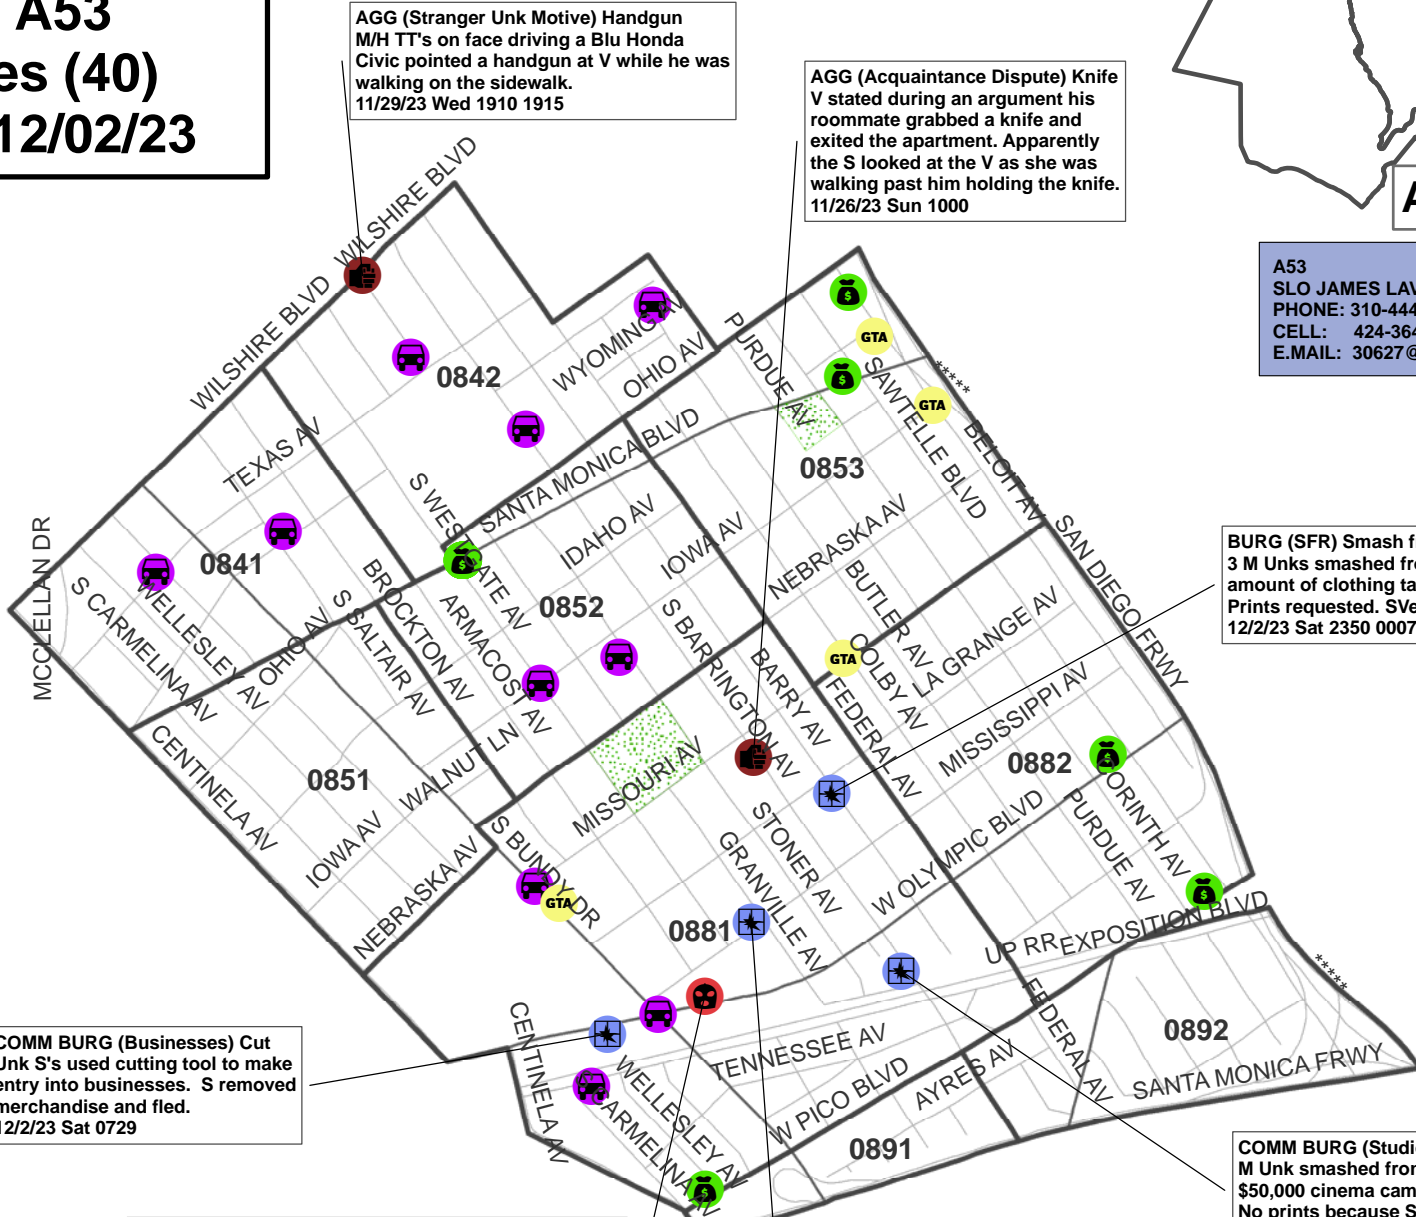 A53
es (40)
12/02/23
AGG (Stranger Unk Motive) Handgun
M/H TT's on face driving a Blu Honda
Civic pointed a handgun at V while he was
walking on the sidewalk.
11/29/23 Wed 1910 1915
AGG (Acquaintance Dispute) Knife
V stated during an argument his
roommate grabbed a knife and
exited the apartment. Apparently
the S looked at the V as she was
walking past him holding the knife.
11/26/23 Sun 1000
A
A53
SLO JAMES LAV
PHONE: 310-444
CELL: 424-364
E.MAIL: 30627@
WILSHIRE BLVD
WILSHIRE BLVD
WYOMING AV
OHIO AV
PURDUE AV
GTA
SAWTELLE BLVD
*****
GTA
BELOIT AV
0842
TEXAS AV
SANTA MONICA BLVD
0853
S WESTGATE AV
IDAHO AV
IOWA AV
NEBRASKA AV
SAN DIEGO FRWY
MCCLELLAN DR
0841
S CARMELINA AV
WELLESLEY AV
OHIO AV
S SALTAIR AV
BROCKTON AV
ARMACOST AV
0852
S BARRINGTON AV
BARRY AV
BUTLER AV
COLBY AV
GTA
LA GRANGE AV
FEDERAL AV
MISSISSIPPI AV
BURG (SFR) Smash fr
3 M Unks smashed fro
amount of clothing ta
Prints requested. SVe
12/2/23 Sat 2350 0007
CENTINELA AV
0851
WALNUT LN
IOWA AV
NEBRASKA AV
MISSOURI AV
0882
CORINTH AV
PURDUE AV
W OLYMPIC BLVD
STONER AV
GRANVILLE AV
S BUNDY DR
GTA
0881
UP RR
EXPOSITION BLVD
*****
FEDERAL AV
0892
SANTA MONICA FRWY
COMM BURG (Businesses) Cut
Unk S's used cutting tool to make
entry into businesses. S removed
merchandise and fled.
12/2/23 Sat 0729
CENTINELA AV
WELLESLEY AV
CARMELINA AV
TENNESSEE AV
W PICO BLVD
AYRES AV
0891
COMM BURG (Studi
M Unk smashed fron
$50,000 cinema cam
No prints because S